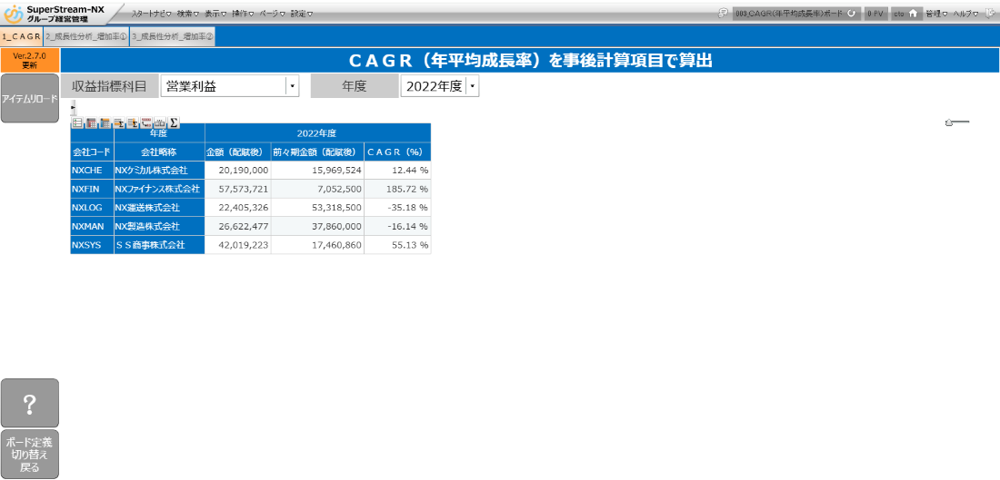 SuperStream-NX
グループ経営管理
スタートナビ▽ 検索▽ 表示▽ 操作▽ ページ▽ 設定▽
003_CAGR(年平均成長率)ボード
0 PV
ste
管理▽ ヘルプ▽
1_ＣＡＧＲ
2_成長性分析_増加率①
3_成長性分析_増加率②
Ver.2.7.0
更新
ＣＡＧＲ（年平均成長率）を事後計算項目で算出
アイテムリロード
収益指標科目 営業利益 年度 2022年度
年度 2022年度
会社コード 会社略称 金額（配賦後） 前々期金額（配賦後） ＣＡＧＲ（%）
NXCHE NXケミカル株式会社 20,190,000 15,969,524 12.44 %
NXFIN NXファイナンス株式会社 57,573,721 7,052,500 185.72 %
NXLOG NX運送株式会社 22,405,326 53,318,500 -35.18 %
NXMAN NX製造株式会社 26,622,477 37,860,000 -16.14 %
NXSYS ＳＳ商事株式会社 42,019,223 17,460,860 55.13 %
?
ボード定義
切り替え
戻る